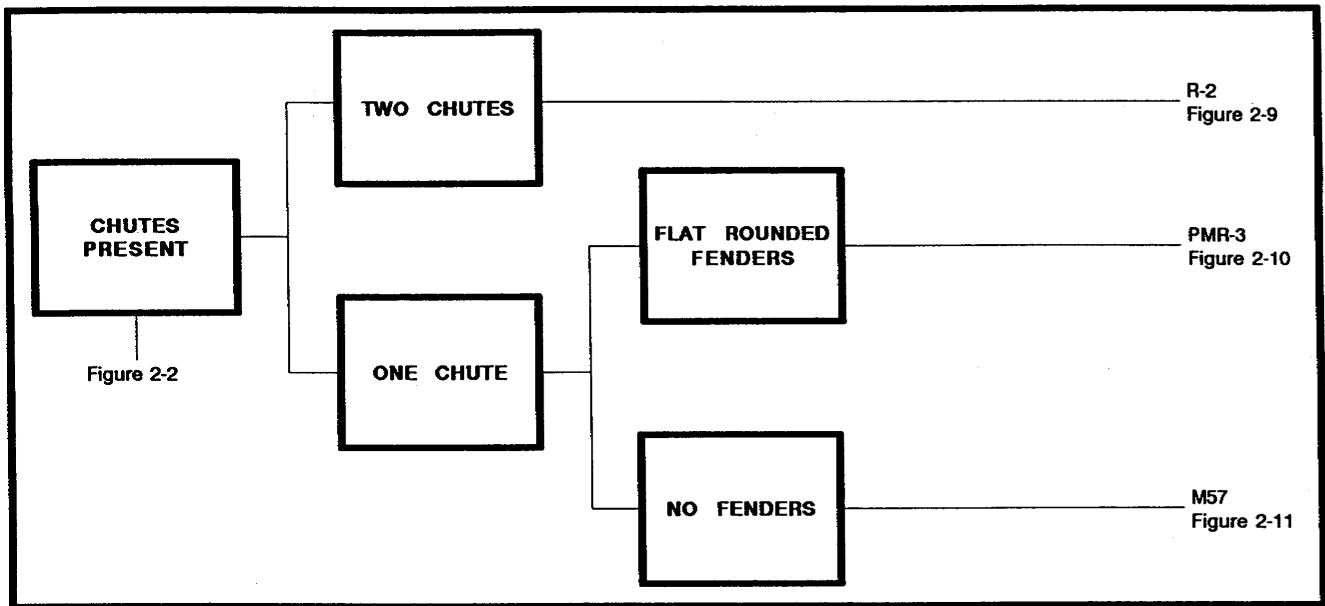 TWO CHUTES
R-2
Figure 2-9
CHUTES
PRESENT
Figure 2-2
FLAT ROUNDED
FENDERS
PMR-3
Figure 2-10
ONE CHUTE
NO FENDERS
M57
Figure 2-11